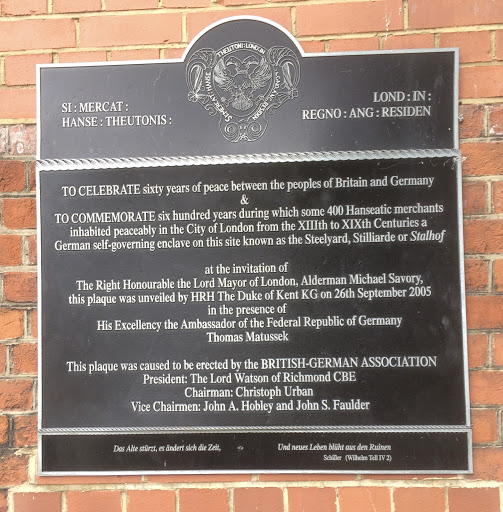 THEUTONI: LONDIN
SI : MERCAT :
HANSE : THEUTONIS :
LOND : IN :
REGNO : ANG : RESIDEN
TO CELEBRATE sixty years of peace between the peoples of Britain and Germany
&
TO COMMEMORATE six hundred years during which some 400 Hanseatic merchants
inhabited peaceably in the City of London from the XIIIth to XIXth Centuries a
German self-governing enclave on this site known as the Steelyard, Stilliarde or Stalhof
at the invitation of
The Right Honourable the Lord Mayor of London, Alderman Michael Savory,
this plaque was unveiled by HRH The Duke of Kent KG on 26th September 2005
in the presence of
His Excellency the Ambassador of the Federal Republic of Germany
Thomas Matussek
This plaque was caused to be erected by the BRITISH-GERMAN ASSOCIATION
President: The Lord Watson of Richmond CBE
Chairman: Christoph Urban
Vice Chairmen: John A. Hobley and John S. Faulder
Das Alte stürzt, es ändert sich die Zeit, Und neues Leben blüht aus den Ruinen
Schiller (Wilhelm Tell IV 2)